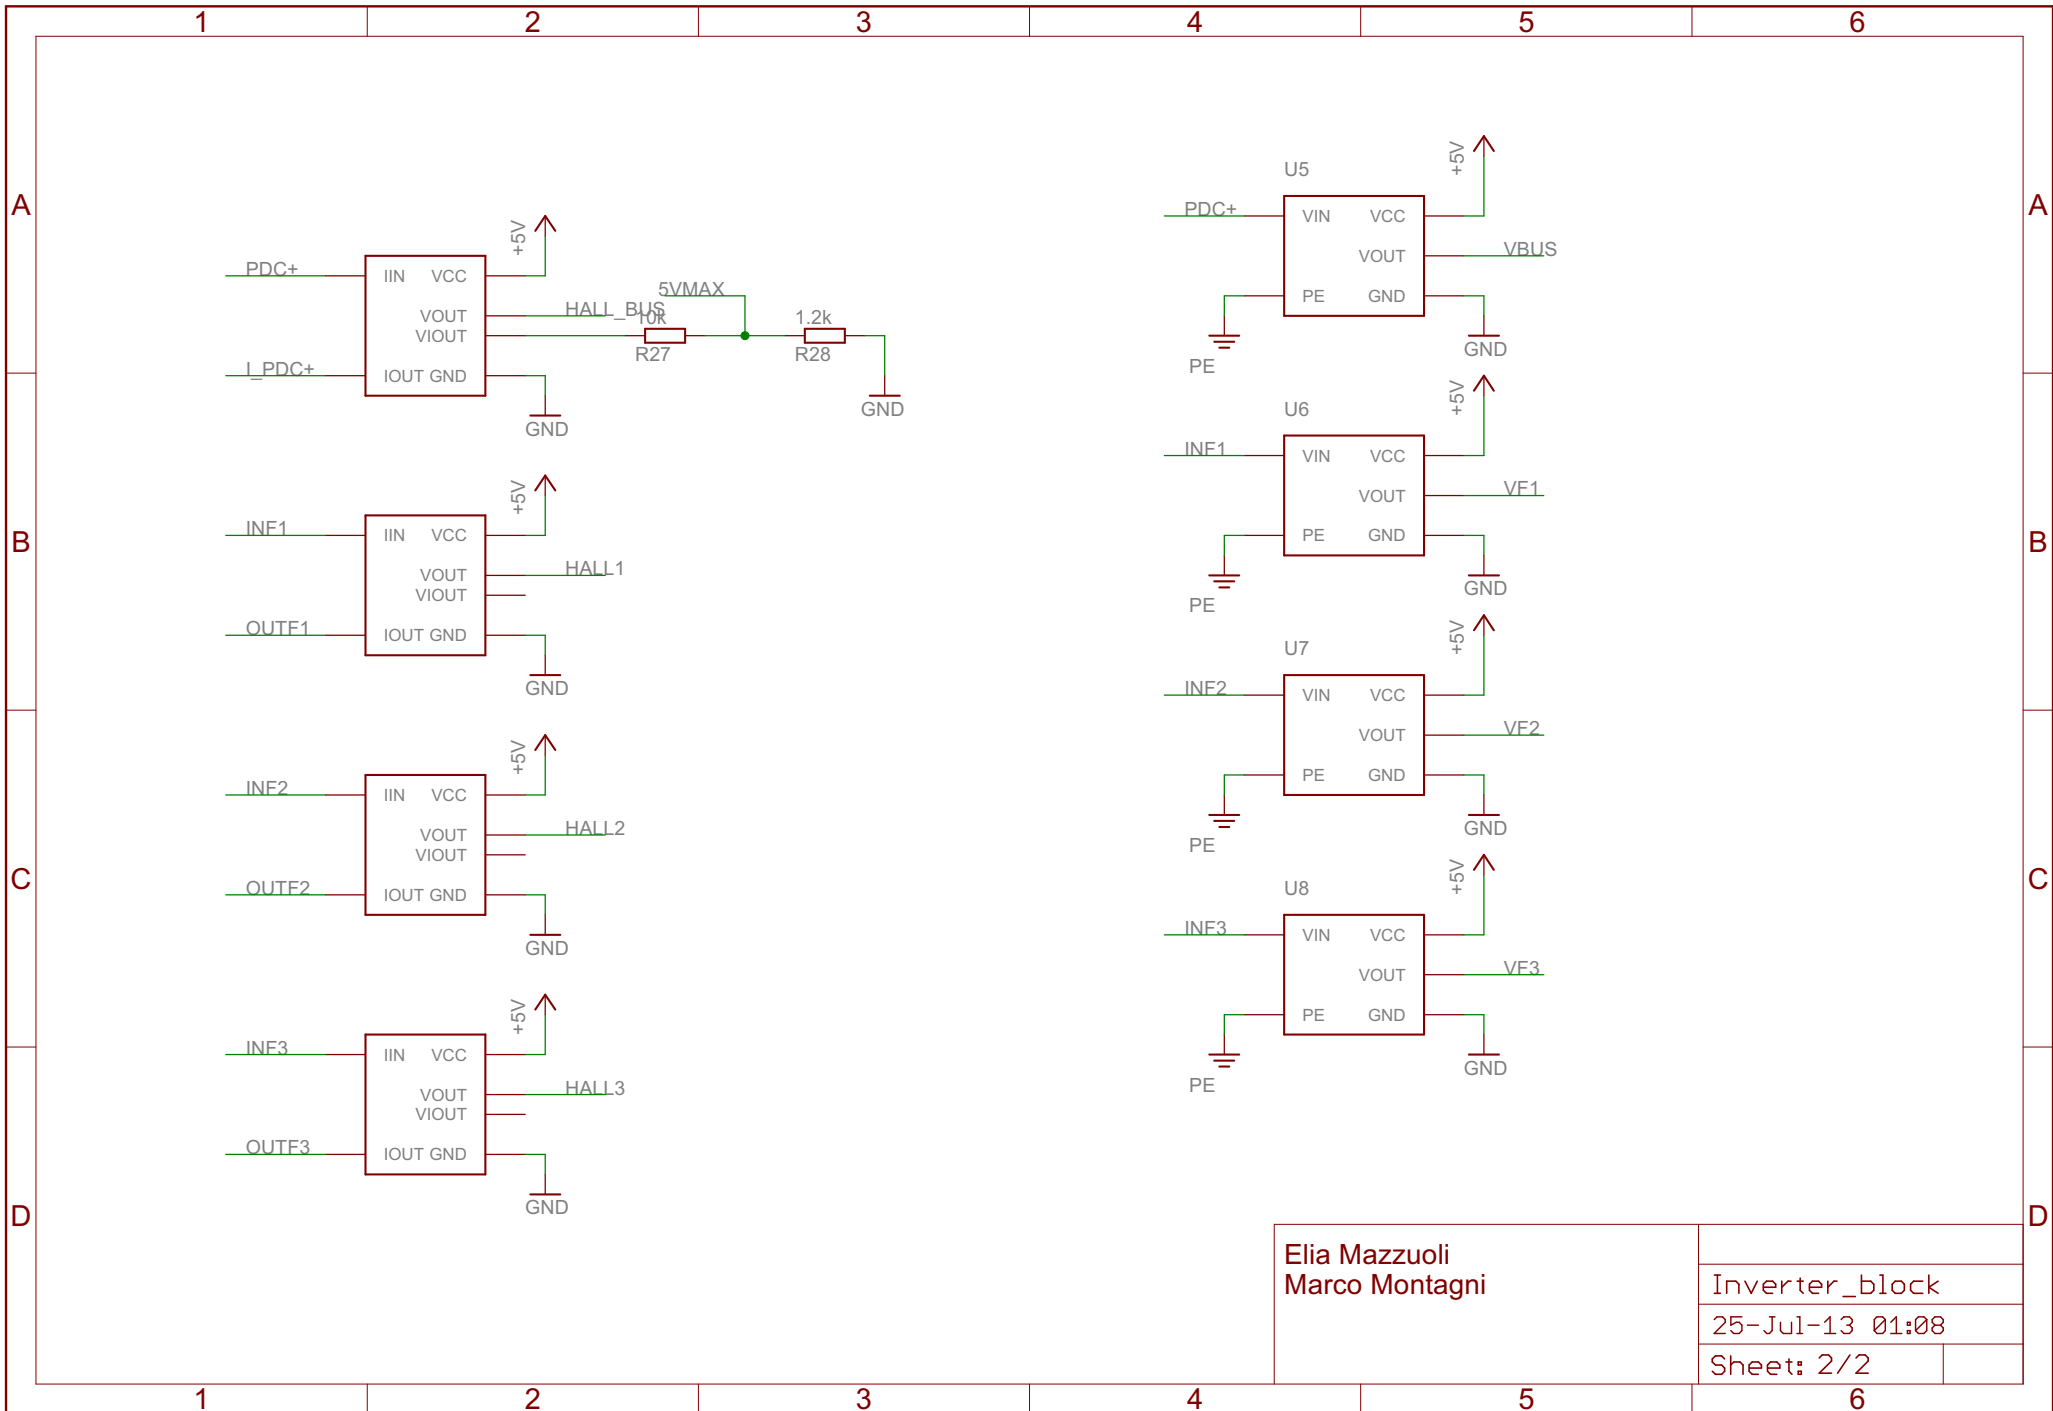 1 2 3 4 5 6
A
A
B
B
C
C
D
D
+5V
PDC+
IIN VCC
VOUT
HALL_BUS
VIOUT
5VMAX
10k
R27
1.2k
R28
GND
I_PDC+
IOUT GND
GND
+5V
INF1
IIN VCC
VOUT
HALL1
VIOUT
OUTF1
IOUT GND
GND
+5V
INF2
IIN VCC
VOUT
HALL2
VIOUT
OUTF2
IOUT GND
GND
+5V
INF3
IIN VCC
VOUT
HALL3
VIOUT
OUTF3
IOUT GND
GND
U5
+5V
PDC+
VIN VCC
VOUT
VBUS
PE GND
PE
GND
U6
+5V
INF1
VIN VCC
VOUT
VF1
PE GND
PE
GND
U7
+5V
INF2
VIN VCC
VOUT
VF2
PE GND
PE
GND
U8
+5V
INF3
VIN VCC
VOUT
VF3
PE GND
PE
GND
Elia Mazzuoli
Marco Montagni
Inverter_block
25-Jul-13 01:08
Sheet: 2/2
1 2 3 4 5 6